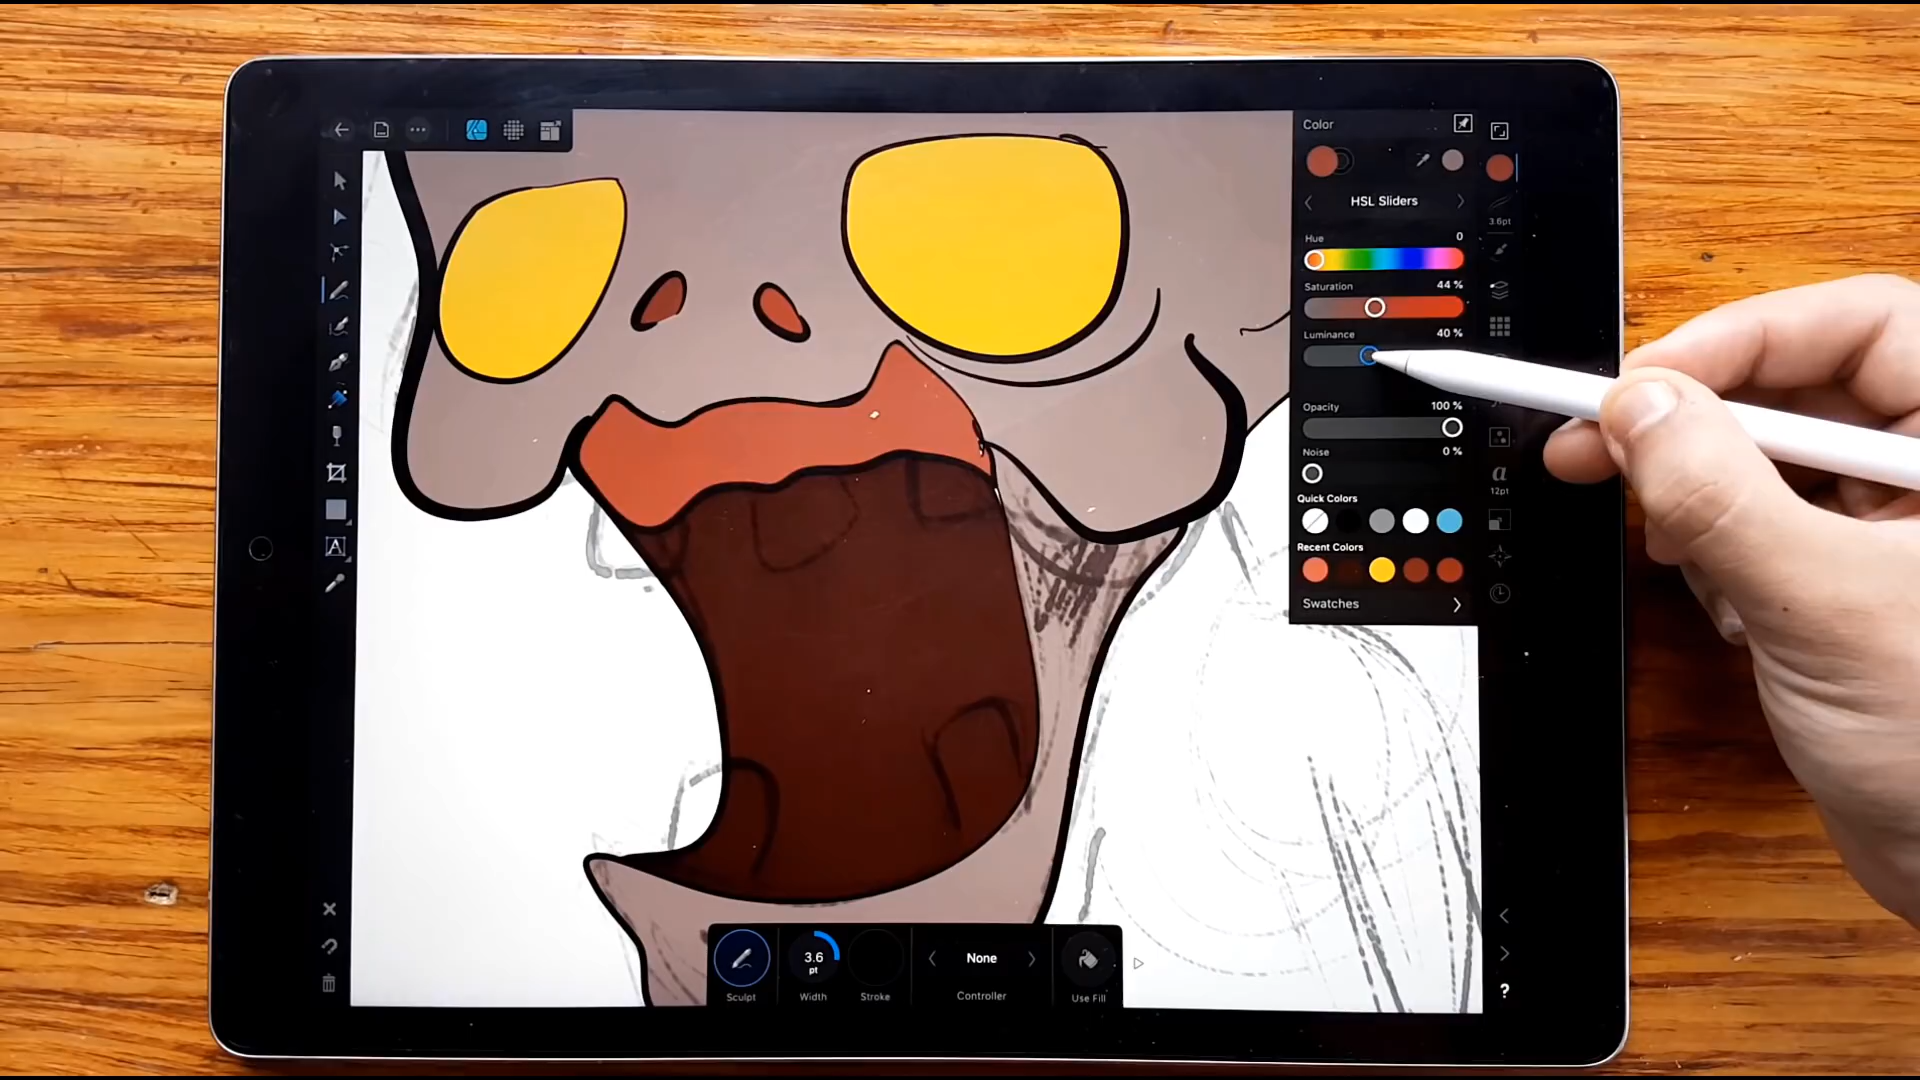 Color
HSL Sliders
Hue 0
3.6pt
Saturation 44 %
Luminance 40 %
Opacity 100 %
Noise 0 %
a
12pt
Quick Colors
Recent Colors
Swatches
A
3.6
pt
None
Sculpt
Width
Stroke
Controller
Use Fill
?